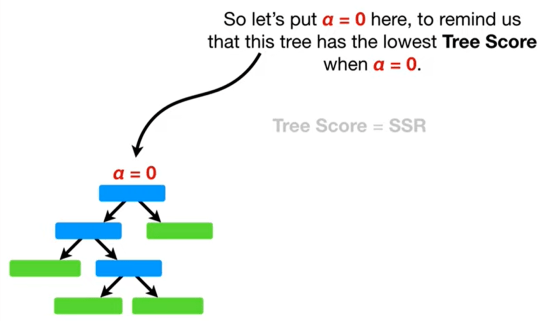 So let's put α = 0 here, to remind us
that this tree has the lowest Tree Score
when α = 0.
Tree Score = SSR
α = 0